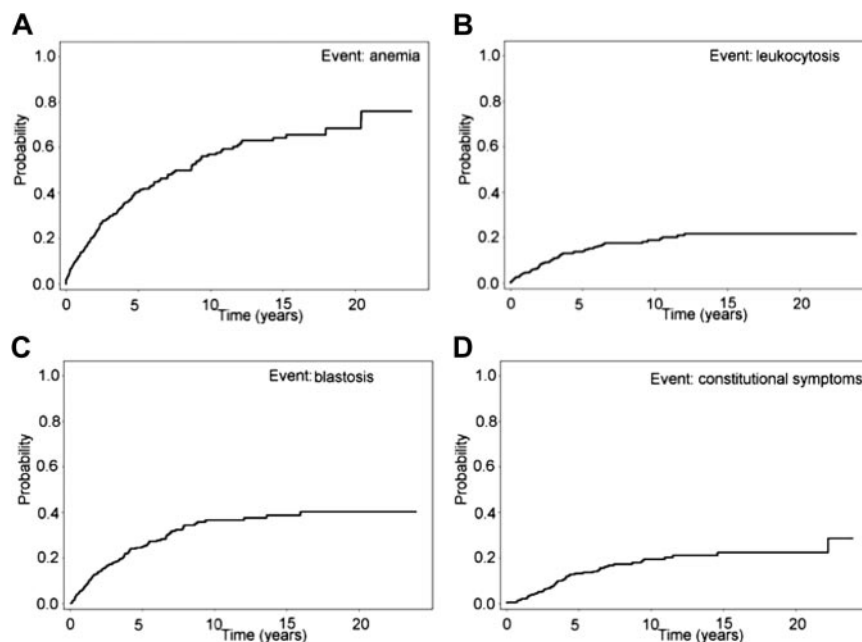 A
Event: anemia
1.0
0.8
0.6
0.4
0.2
0.0
Probability
0 5 10 15 20
Time (years)
B
Event: leukocytosis
1.0
0.8
0.6
0.4
0.2
0.0
Probability
0 5 10 15 20
Time (years)
C
Event: blastosis
1.0
0.8
0.6
0.4
0.2
0.0
Probability
0 5 10 15 20
Time (years)
D
Event: constitutional symptoms
1.0
0.8
0.6
0.4
0.2
0.0
Probability
0 5 10 15 20
Time (years)